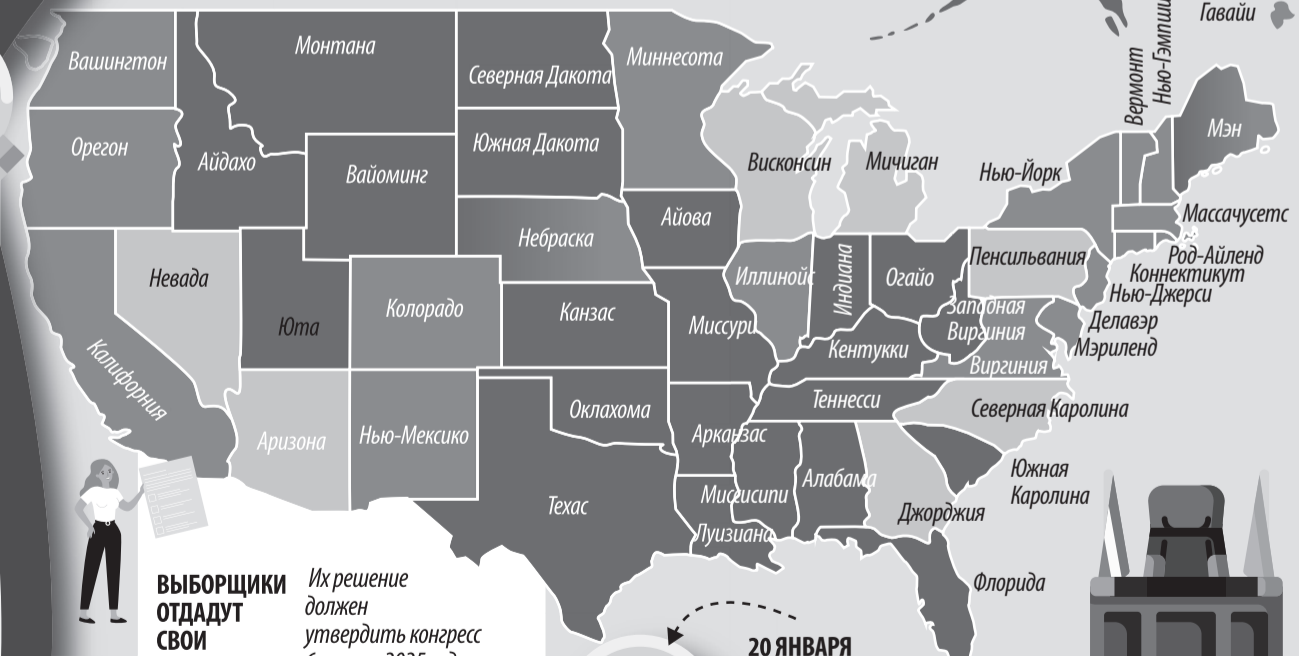 Гавайи
Вермонт
Вашингтон
Монтана
Северная Дакота
Миннесота
Орегон
Айдахо
Вайоминг
Южная Дакота
Висконсин
Мичиган
Нью-Йорк
Мэн
Массачусетс
Айова
Небраска
Невада
Юта
Колорадо
Канзас
Миссури
Иллинойс
Индиана
Огайо
Пенсильвания
Род-Айленд
Коннектикут
Нью-Джерси
Делавэр
Мэриленд
Западная
Виргиния
Виргиния
Кентукки
Калифорния
Аризона
Нью-Мексико
Оклахома
Арканзас
Теннесси
Северная Каролина
Южная
Каролина
Техас
Миссисипи
Алабама
Джорджия
Луизиана
Флорида
ВЫБОРЩИКИ
ОТДАДУТ
СВОИ
Их решение
должен
утвердить конгресс
20 ЯНВАРЯ